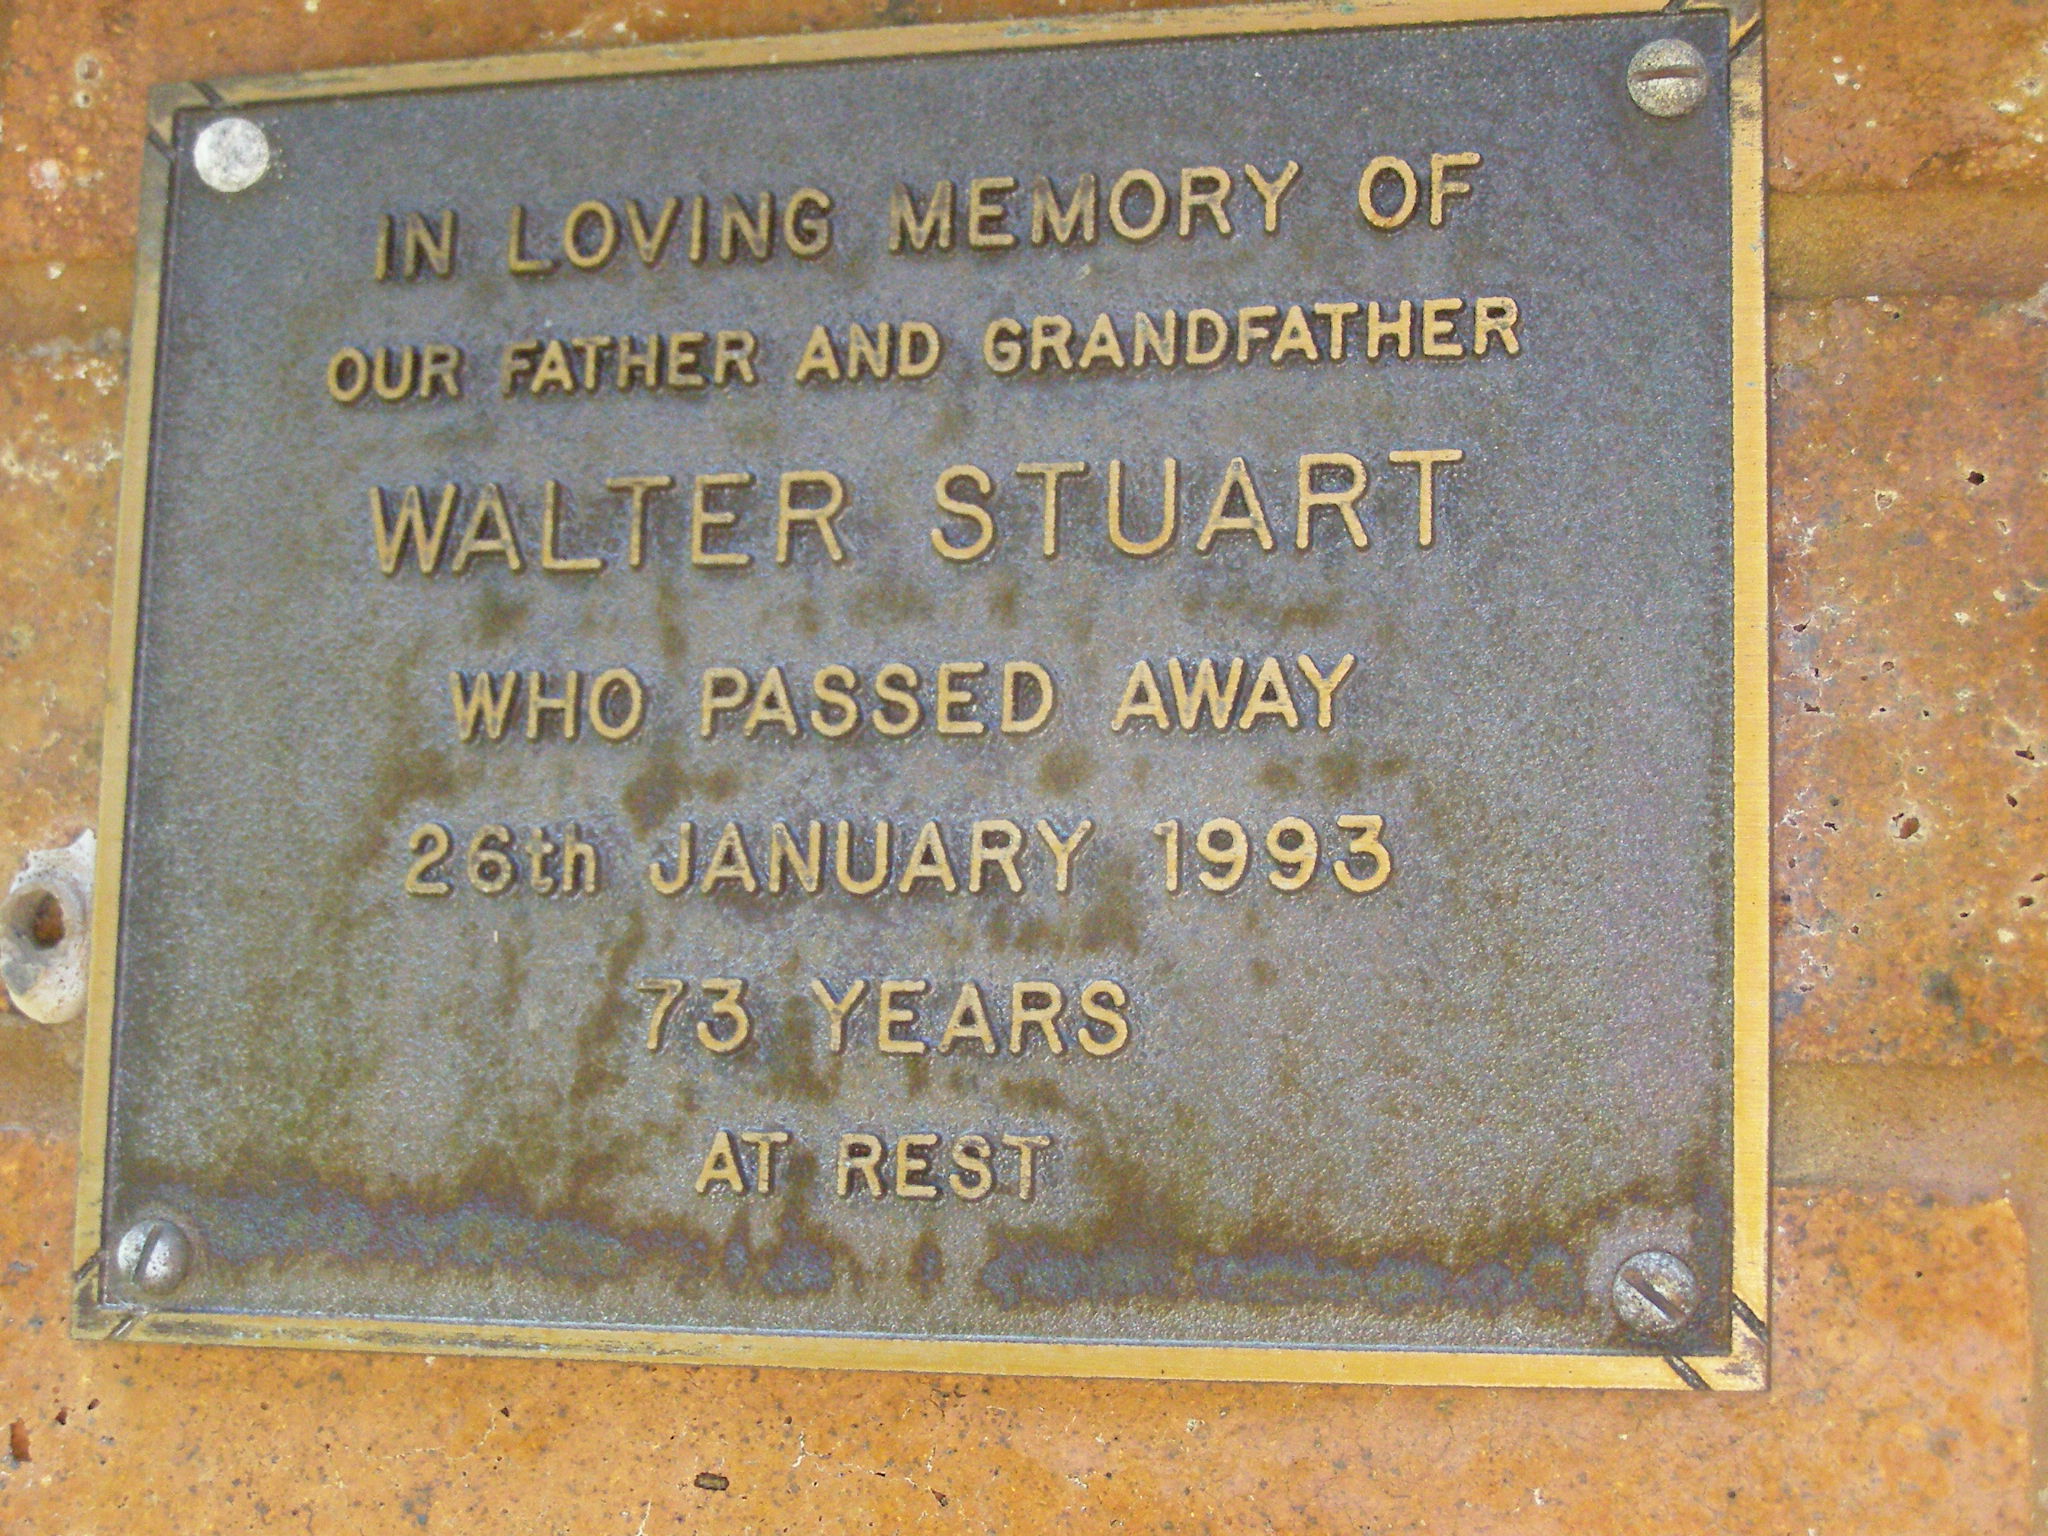 IN LOVING MEMORY OF
OUR FATHER AND GRANDFATHER
WALTER STUART
WHO PASSED AWAY
26th JANUARY 1993
73 YEARS
AT REST